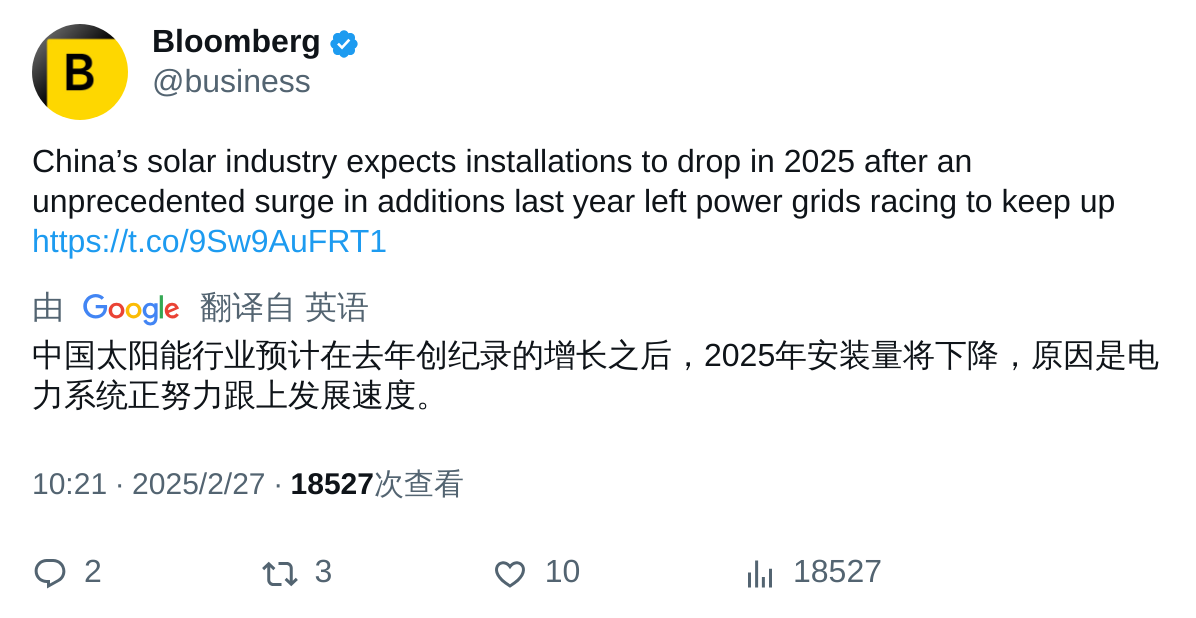 B
Bloomberg
@business
China’s solar industry expects installations to drop in 2025 after an
unprecedented surge in additions last year left power grids racing to keep up
https://t.co/9Sw9AuFRT1
由 Google 翻译自 英语
中国太阳能行业预计在去年创纪录的增长之后，2025年安装量将下降，原因是电
力系统正努力跟上发展速度。
10:21 · 2025/2/27 · 18527次查看
2 3 10 18527